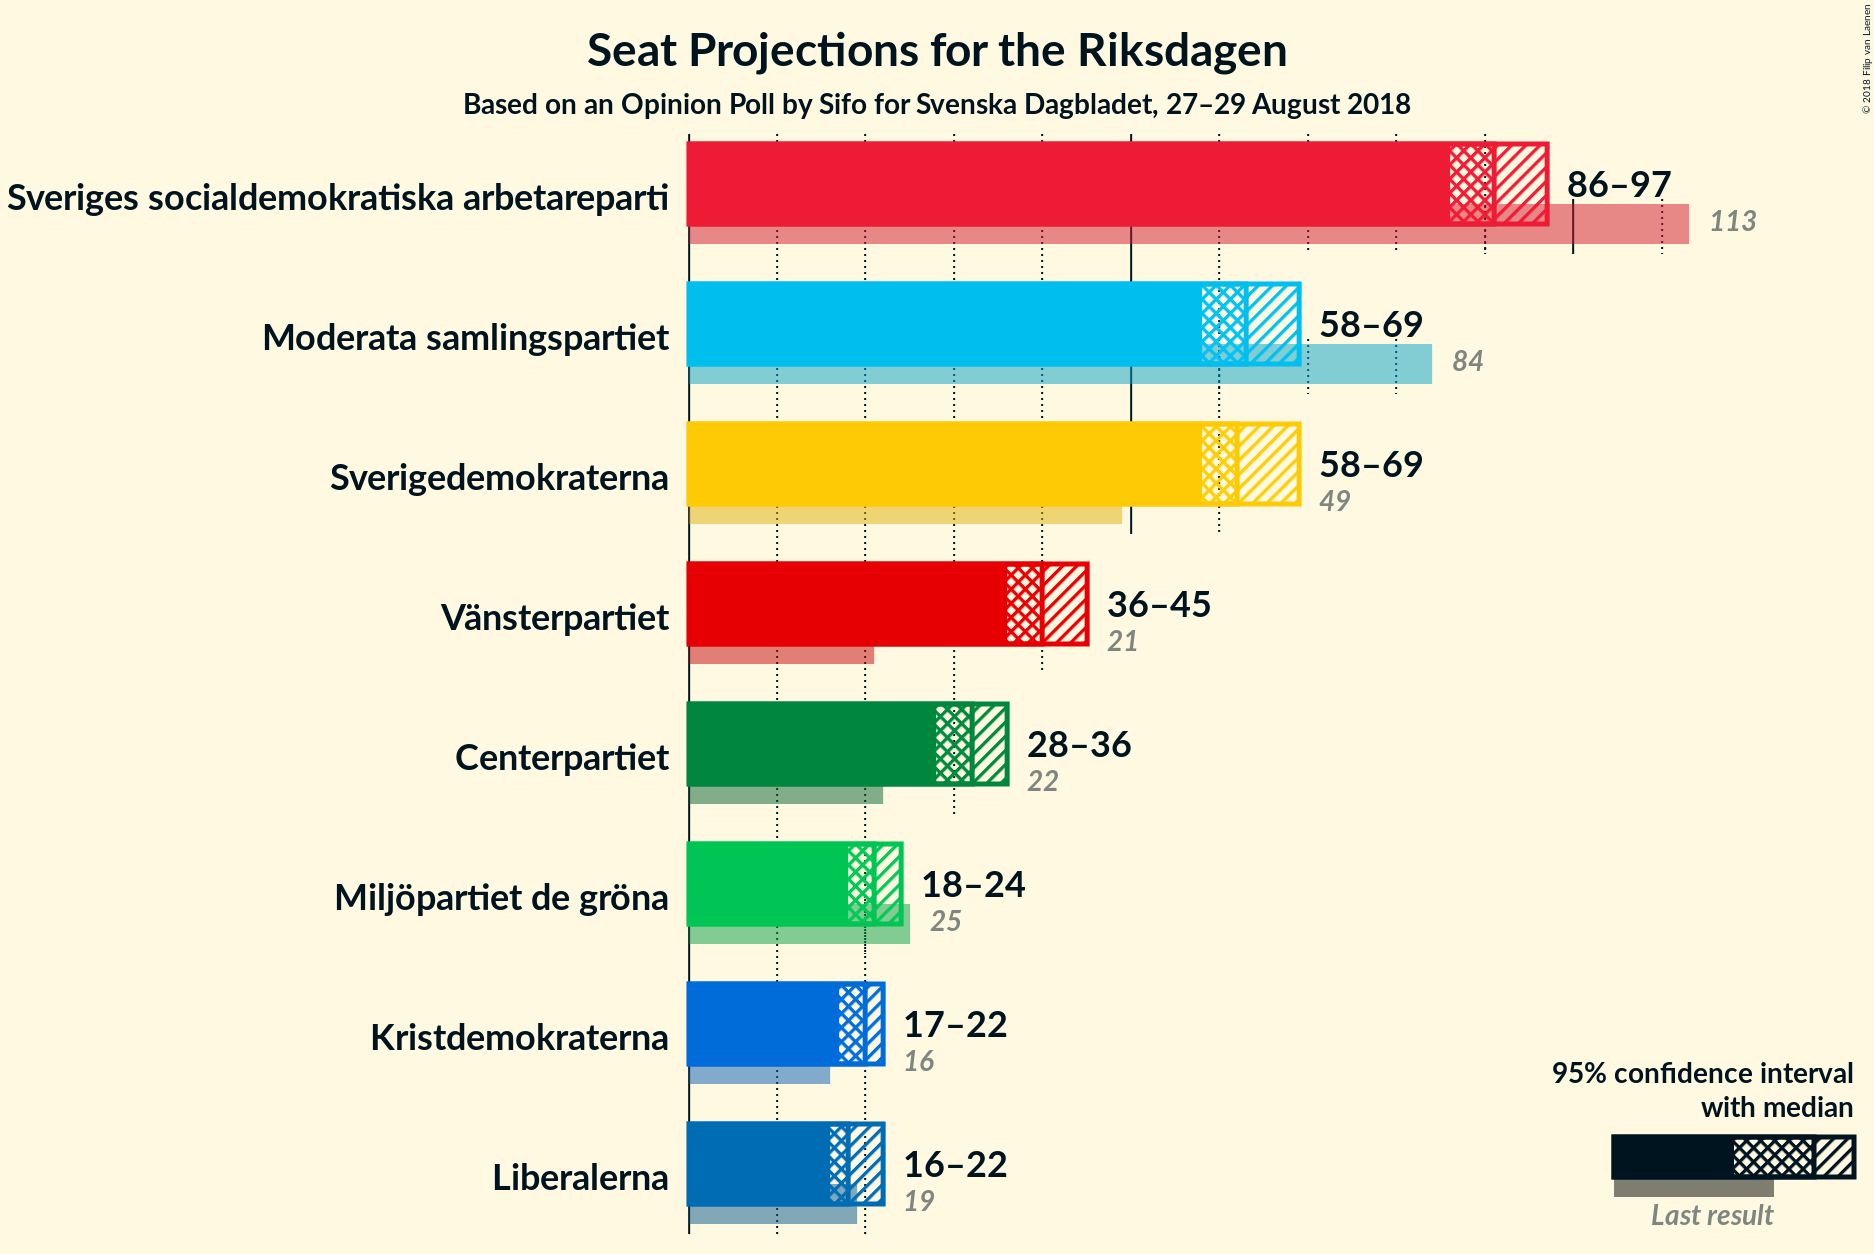 Seat Projections for the Riksdagen
Based on an Opinion Poll by Sifo for Svenska Dagbladet, 27–29 August 2018
© 2018 Filip van Laenen
Sveriges socialdemokratiska arbetareparti
86–97
113
Moderata samlingspartiet
58–69
84
Sverigedemokraterna
58–69
49
Vänsterpartiet
36–45
21
Centerpartiet
28–36
22
Miljöpartiet de gröna
18–24
25
Kristdemokraterna
17–22
16
Liberalerna
16–22
19
95% confidence interval
with median
Last result